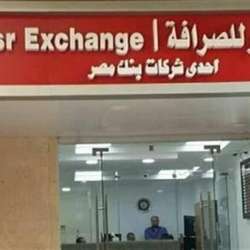 sr Exchange | ر للصرافة
احدى شركات بنك مصر